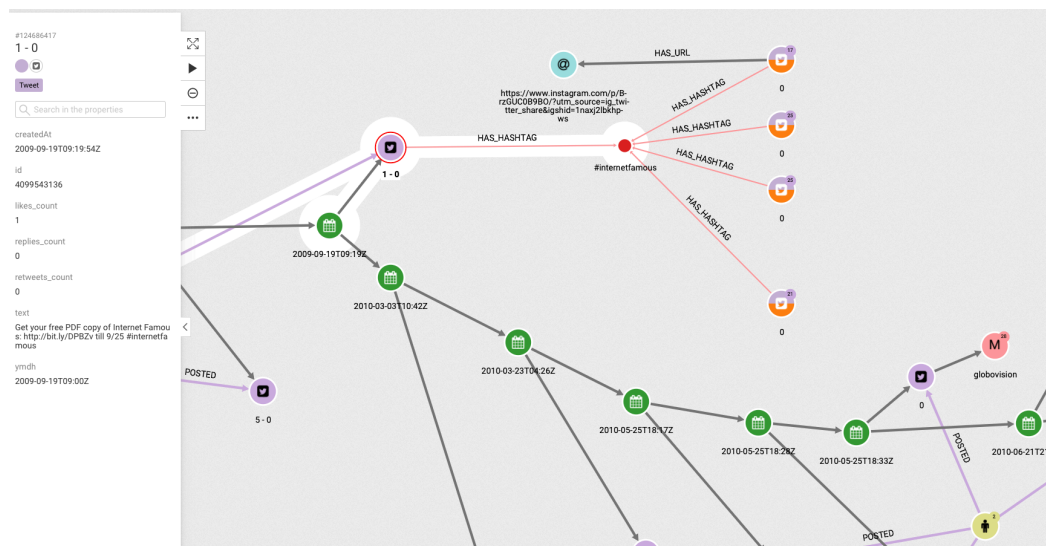 #124686417
1 - 0
Tweet
Search in the properties
createdAt
2009-09-19T09:19:54Z
id
4099543136
likes_count
1
replies_count
0
retweets_count
0
text
Get your free PDF copy of Internet Famou
s: http://bit.ly/DPBZv till 9/25 #internetfa
mous
ymdh
2009-09-19T09:00Z
@
HAS_URL
17
0
https://www.instagram.com/p/B-
rzGUC0B9BO/?utm_source=ig_twi-
tter_share&igshid=1naxj2lbkhp-
ws
HAS_HASHTAG
HAS_HASHTAG
25
0
HAS_HASHTAG
1 - 0
#internetfamous
HAS_HASHTAG
25
0
HAS_HASHTAG
2009-09-19T09:19Z
2010-03-03T10:42Z
21
0
2010-03-23T04:26Z
M
28
globovision
POSTED
5 - 0
0
2010-05-25T18:17Z
2010-05-25T18:28Z
2010-05-25T18:33Z
2010-06-21T2
POSTED
2
POSTED